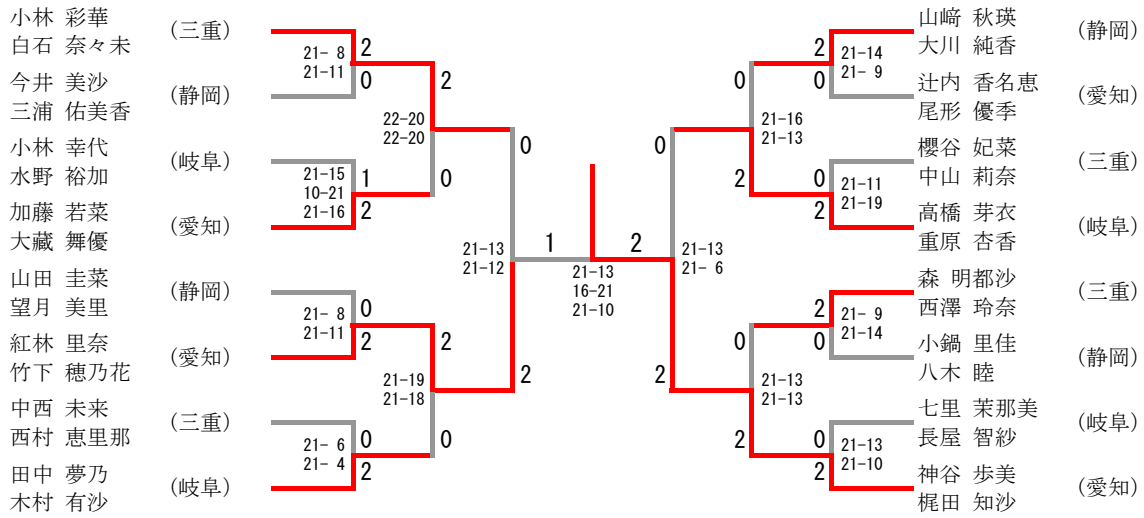 小林 彩華
白石 奈々未
(三重)
21- 8
21-11
2
0
今井 美沙
三浦 佑美香
(静岡)
22-20
22-20
2
0
小林 幸代
水野 裕加
(岐阜)
21-15
10-21
21-16
1
2
加藤 若菜
大藏 舞優
(愛知)
21-13
21-12
0
2
山田 圭菜
望月 美里
(静岡)
21- 8
21-11
0
2
紅林 里奈
竹下 穂乃花
(愛知)
21-19
21-18
2
0
中西 未来
西村 恵里那
(三重)
21- 6
21- 4
0
2
田中 夢乃
木村 有沙
(岐阜)
1
2
21-13
16-21
21-10
山﨑 秋瑛
大川 純香
(静岡)
2
0
21-14
21- 9
辻内 香名恵
尾形 優季
(愛知)
0
2
21-16
21-13
櫻谷 妃菜
中山 莉奈
(三重)
0
2
21-11
21-19
高橋 芽衣
重原 杏香
(岐阜)
0
2
21-13
21- 6
森 明都沙
西澤 玲奈
(三重)
2
0
21- 9
21-14
小鍋 里佳
八木 睦
(静岡)
0
2
21-13
21-13
七里 茉那美
長屋 智紗
(岐阜)
0
2
21-13
21-10
神谷 歩美
梶田 知沙
(愛知)